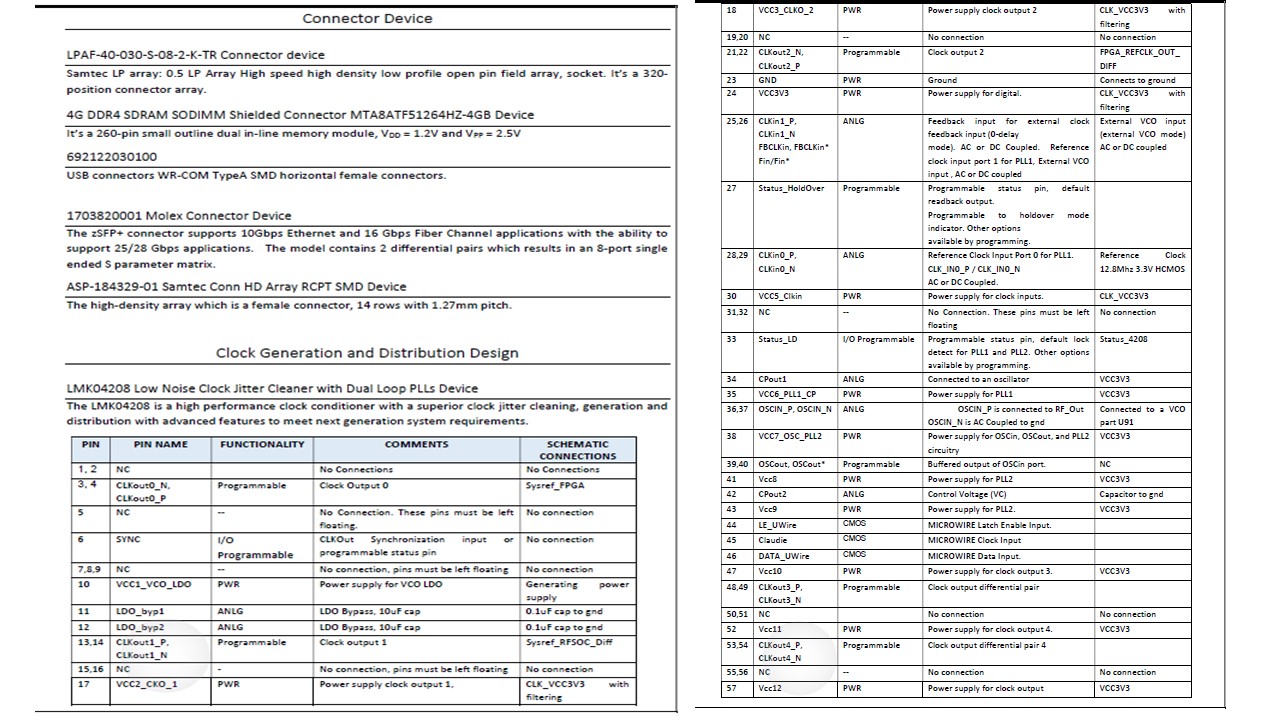 Connector Device
LPAF-40-030-S-08-2-K-TR Connector device
Samtec LP array: 0.5 LP Array High speed high density low profile open pin field array, socket. It's a 320-
position connector array.
4G DDR4 SDRAM SODIMM Shielded Connector MTA8ATF51264HZ-4GB Device
It's a 260-pin small outline dual in-line memory module, VDD = 1.2V and VPP = 2.5V
692122030100
USB connectors WR-COM TypeA SMD horizontal female connectors.
1703820001 Molex Connector Device
The zSFP+ connector supports 10Gbps Ethernet and 16 Gbps Fiber Channel applications with the ability to
support 25/28 Gbps applications. The model contains 2 differential pairs which results in an 8-port single
ended S parameter matrix.
ASP-184329-01 Samtec Conn HD Array RCPT SMD Device
The high-density array which is a female connector, 14 rows with 1.27mm pitch.
Clock Generation and Distribution Design
LMK04208 Low Noise Clock Jitter Cleaner with Dual Loop PLLs Device
The LMK04208 is a high performance clock conditioner with a superior clock jitter cleaning, generation and
distribution with advanced features to meet next generation system requirements.
PIN PIN NAME FUNCTIONALITY COMMENTS SCHEMATIC
CONNECTIONS
1, 2 NC No Connections No Connections
3, 4 CLKout0_N, Programmable Clock Output 0 Sysref_FPGA
CLKout0_P
5 NC -- No Connection. These pins must be left No connection
floating.
6 SYNC I/O CLKOut Synchronization input or No connection
Programmable programmable status pin
7,8,9 NC -- No connection, pins must be left floating No connection
10 VCC1_VCO_LDO PWR Power supply for VCO LDO Generating power
supply
11 LDO_byp1 ANLG LDO Bypass, 10uF cap 0.1uF cap to gnd
12 LDO_byp2 ANLG LDO Bypass, 10uF cap 0.1uF cap to gnd
13,14 CLKout1_P, Programmable Clock output 1 Sysref_RFSOC_Diff
CLKout1_N
15,16 NC - No connection, pins must be left floating No connection
17 VCC2_CKO_1 PWR Power supply clock output 1, CLK_VCC3V3 with
filtering
18 VCC3_CLKO_2 PWR Power supply clock output 2 CLK_VCC3V3 with
filtering
19,20 NC -- No connection No connection
21,22 CLKout2_N, Programmable Clock output 2 FPGA_REFCLK_OUT_
CLKout2_P DIFF
23 GND PWR Ground Connects to ground
24 VCC3V3 PWR Power supply for digital. CLK_VCC3V3 with
filtering
25,26 CLKin1_P, ANLG Feedback input for external clock External VCO input
CLKin1_N feedback input (0-delay (external VCO mode)
FBCLKin, FBCLKin* mode). AC or DC Coupled. Reference AC or DC coupled
Fin/Fin* clock input port 1 for PLL1, External VCO
input , AC or DC coupled
27 Status_HoldOver Programmable Programmable status pin, default
readback output.
Programmable to holdover mode
indicator. Other options
available by programming.
28,29 CLKin0_P, ANLG Reference Clock Input Port 0 for PLL1. Reference Clock
CLKin0_N CLK_IN0_P / CLK_IN0_N 12.8Mhz 3.3V HCMOS
AC or DC Coupled.
30 VCC5_Clkin PWR Power supply for clock inputs. CLK_VCC3V3
31,32 NC -- No Connection. These pins must be left No connection
floating
33 Status_LD I/O Programmable Programmable status pin, default lock Status_4208
detect for PLL1 and PLL2. Other options
available by programming.
34 CPout1 ANLG Connected to an oscillator VCC3V3
35 VCC6_PLL1_CP PWR Power supply for PLL1 VCC3V3
36,37 OSCIN_P, OSCIN_N ANLG OSCIN_P is connected to RF_Out Connected to a VCO
OSCIN_N is AC Coupled to gnd part U91
38 VCC7_OSC_PLL2 PWR Power supply for OSCin, OSCout, and PLL2 VCC3V3
circuitry
39,40 OSCout, OSCout* Programmable Buffered output of OSCin port. NC
41 Vcc8 PWR Power supply for PLL2 VCC3V3
42 CPout2 ANLG Control Voltage (VC) Capacitor to gnd
43 Vcc9 PWR Power supply for PLL2. VCC3V3
44 LE_UWire CMOS MICROWIRE Latch Enable Input.
45 Claudie CMOS MICROWIRE Clock Input
46 DATA_UWire CMOS MICROWIRE Data Input.
47 Vcc10 PWR Power supply for clock output 3. VCC3V3
48,49 CLKout3_P, Programmable Clock output differential pair
CLKout3_N
50,51 NC No connection No connection
52 Vcc11 PWR Power supply for clock output 4. VCC3V3
53,54 CLKout4_P, Programmable Clock output differential pair 4
CLKout4_N
55,56 NC -- No connection No connection
57 Vcc12 PWR Power supply for clock output VCC3V3